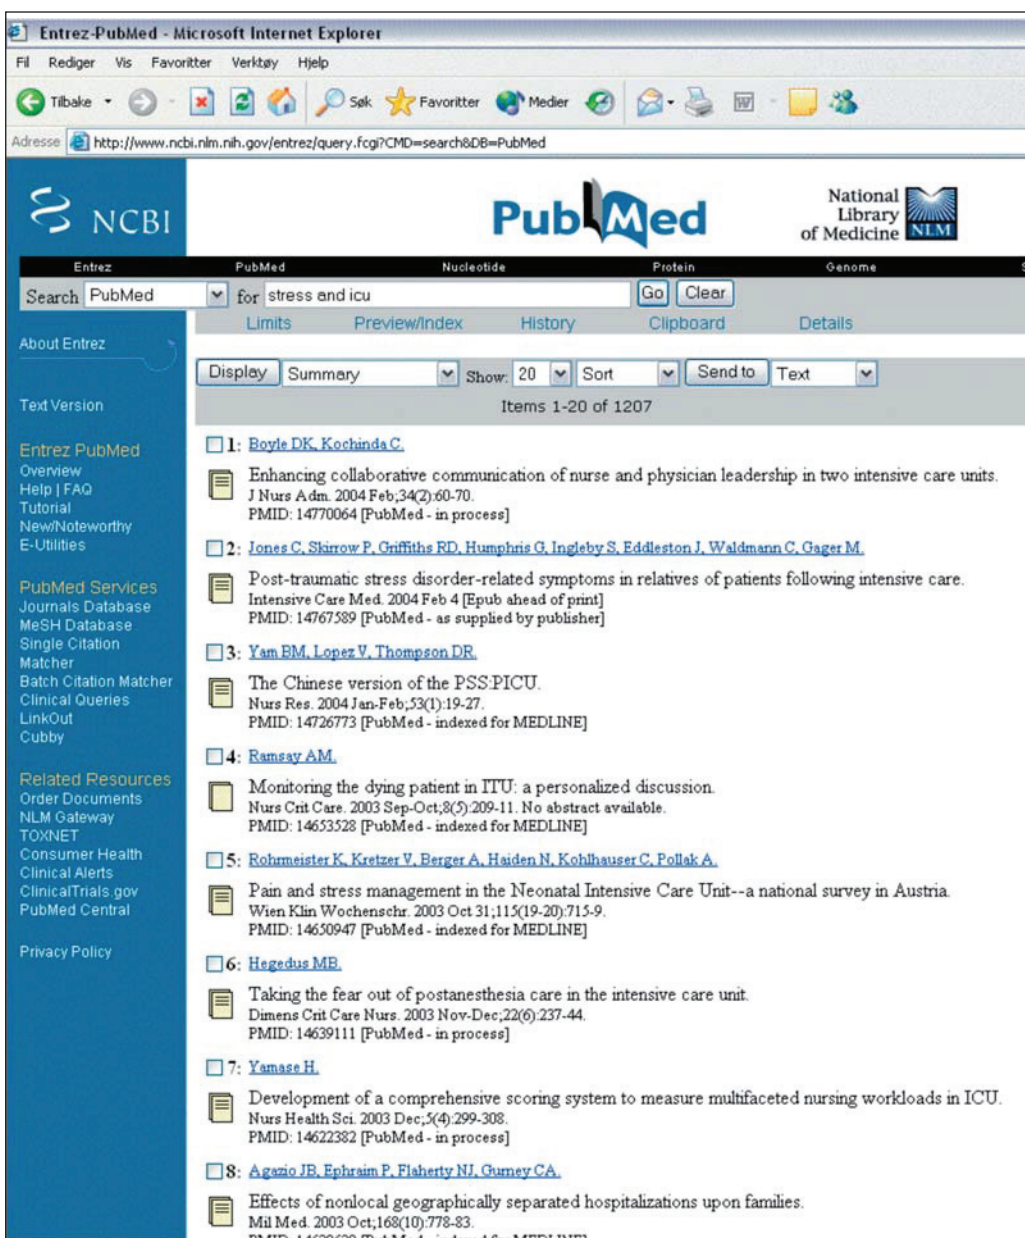 Entrez-PubMed - Microsoft Internet Explorer
Fil Rediger Vis Favoritter Verktøy Hjelp
Tilbake Søk Favoritter Medier
Adresse http://www.ncbi.nlm.nih.gov/entrez/query.fcgi?CMD=search&DB=PubMed
NCBI
PubMed
National
Library
of Medicine NLM
Entrez PubMed Nucleotide Protein Genome
Search PubMed for stress and icu Go Clear
Limits Preview/Index History Clipboard Details
About Entrez
Text Version
Entrez PubMed
Overview
Help | FAQ
Tutorial
New/Noteworthy
E-Utilities
PubMed Services
Journals Database
MeSH Database
Single Citation
Matcher
Batch Citation Matcher
Clinical Queries
LinkOut
Cubby
Related Resources
Order Documents
NLM Gateway
TOXNET
Consumer Health
Clinical Alerts
ClinicalTrials.gov
PubMed Central
Privacy Policy
Display Summary Show: 20 Sort Send to Text
Items 1-20 of 1207
1: Boyle DK, Kochinda C.
Enhancing collaborative communication of nurse and physician leadership in two intensive care units.
J Nurs Adm. 2004 Feb;34(2):60-70.
PMID: 14770064 [PubMed - in process]
2: Jones C, Skirrow P, Griffiths RD, Humphris G, Ingleby S, Eddleston J, Waldmann C, Gager M.
Post-traumatic stress disorder-related symptoms in relatives of patients following intensive care.
Intensive Care Med. 2004 Feb 4 [Epub ahead of print]
PMID: 14767589 [PubMed - as supplied by publisher]
3: Yam BM, Lopez V, Thompson DR.
The Chinese version of the PSS:PICU.
Nurs Res. 2004 Jan-Feb;53(1):19-27.
PMID: 14726773 [PubMed - indexed for MEDLINE]
4: Ramsay AM.
Monitoring the dying patient in ITU: a personalized discussion.
Nurs Crit Care. 2003 Sep-Oct;8(5):209-11. No abstract available.
PMID: 14653528 [PubMed - indexed for MEDLINE]
5: Rohrmeister K, Kretzer V, Berger A, Haiden N, Kohlhauser C, Pollak A.
Pain and stress management in the Neonatal Intensive Care Unit--a national survey in Austria.
Wien Klin Wochenschr. 2003 Oct 31;115(19-20):715-9.
PMID: 14650947 [PubMed - indexed for MEDLINE]
6: Hegedus MB.
Taking the fear out of postanesthesia care in the intensive care unit.
Dimens Crit Care Nurs. 2003 Nov-Dec;22(6):237-44.
PMID: 14639111 [PubMed - in process]
7: Yamase H.
Development of a comprehensive scoring system to measure multifaceted nursing workloads in ICU.
Nurs Health Sci. 2003 Dec;5(4):299-308.
PMID: 14622382 [PubMed - in process]
8: Agazio JB, Ephraim P, Flaherty NJ, Gurney CA.
Effects of nonlocal geographically separated hospitalizations upon families.
Mil Med. 2003 Oct;168(10):778-83.